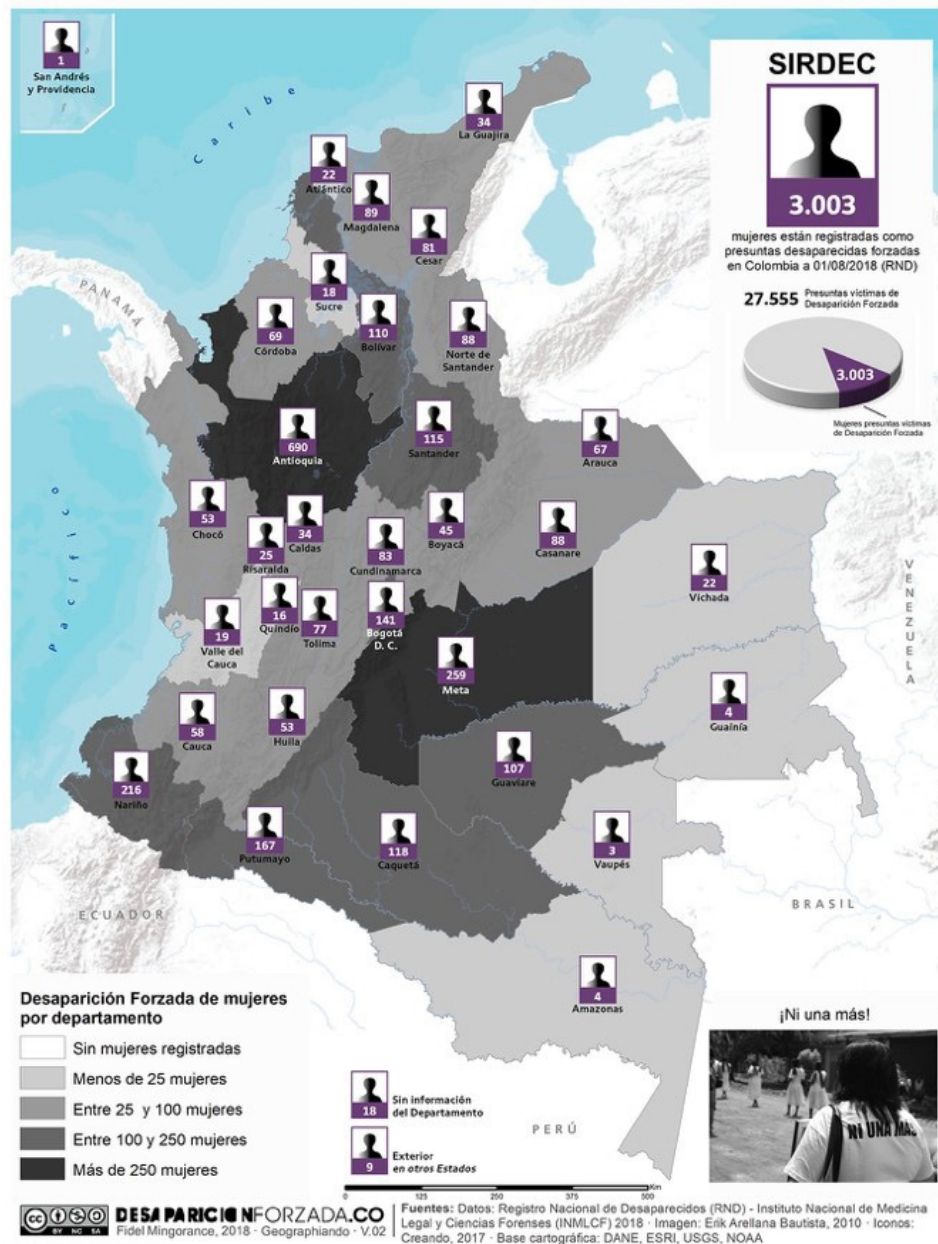 1
San Andrés
y Providencia
Caribe
34
La Guajira
22
Atlántico
89
Magdalena
81
Cesar
SIRDEC
3.003
mujeres están registradas como
presuntas desaparecidas forzadas
en Colombia a 01/08/2018 (RND)
27.555 Presuntas víctimas de
Desaparición Forzada
3.003
Mujeres presuntas víctimas
de Desaparición Forzada
PANAMÁ
18
Sucre
69
Córdoba
110
Bolívar
88
Norte de
Santander
690
Antioquia
115
Santander
67
Arauca
Pacífico
53
Chocó
25
Risaralda
34
Caldas
83
Cundinamarca
45
Boyacá
88
Casanare
22
Vichada
VENEZUELA
19
Valle del
Cauca
16
Quindío
77
Tolima
141
Bogotá
D. C.
259
Meta
4
Guainía
58
Cauca
53
Huila
107
Guaviare
216
Nariño
167
Putumayo
118
Caquetá
3
Vaupés
ECUADOR
BRASIL
4
Amazonas
PERÚ
Desaparición Forzada de mujeres
por departamento
Sin mujeres registradas
Menos de 25 mujeres
Entre 25 y 100 mujeres
Entre 100 y 250 mujeres
Más de 250 mujeres
18
Sin información
del Departamento
9
Exterior
en otros Estados
¡Ni una más!
NI UNA MÁS
Km
0 125 250 375 500
cc BY NC SA
DESAPARICIONFORZADA.CO
Fidel Mingorance, 2018 · Geographiando · V.02
Fuentes: Datos: Registro Nacional de Desaparecidos (RND) - Instituto Nacional de Medicina
Legal y Ciencias Forenses (INMLCF) 2018 · Imagen: Erik Arellana Bautista, 2010 · Iconos:
Creando, 2017 · Base cartográfica: DANE, ESRI, USGS, NOAA